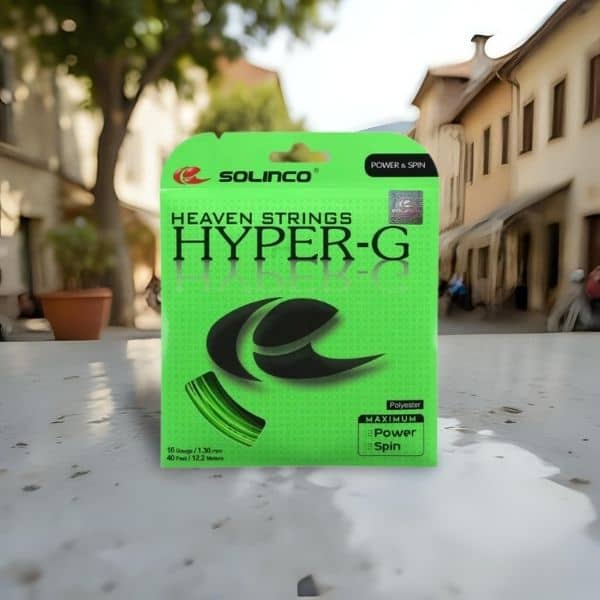 POWER & SPIN
SOLINCO®
HEAVEN STRINGS
HYPER-G
Polyester
MAXIMUM
Power
Spin
16 Gauge / 1.30 mm
40 Feet / 12.2 Meters